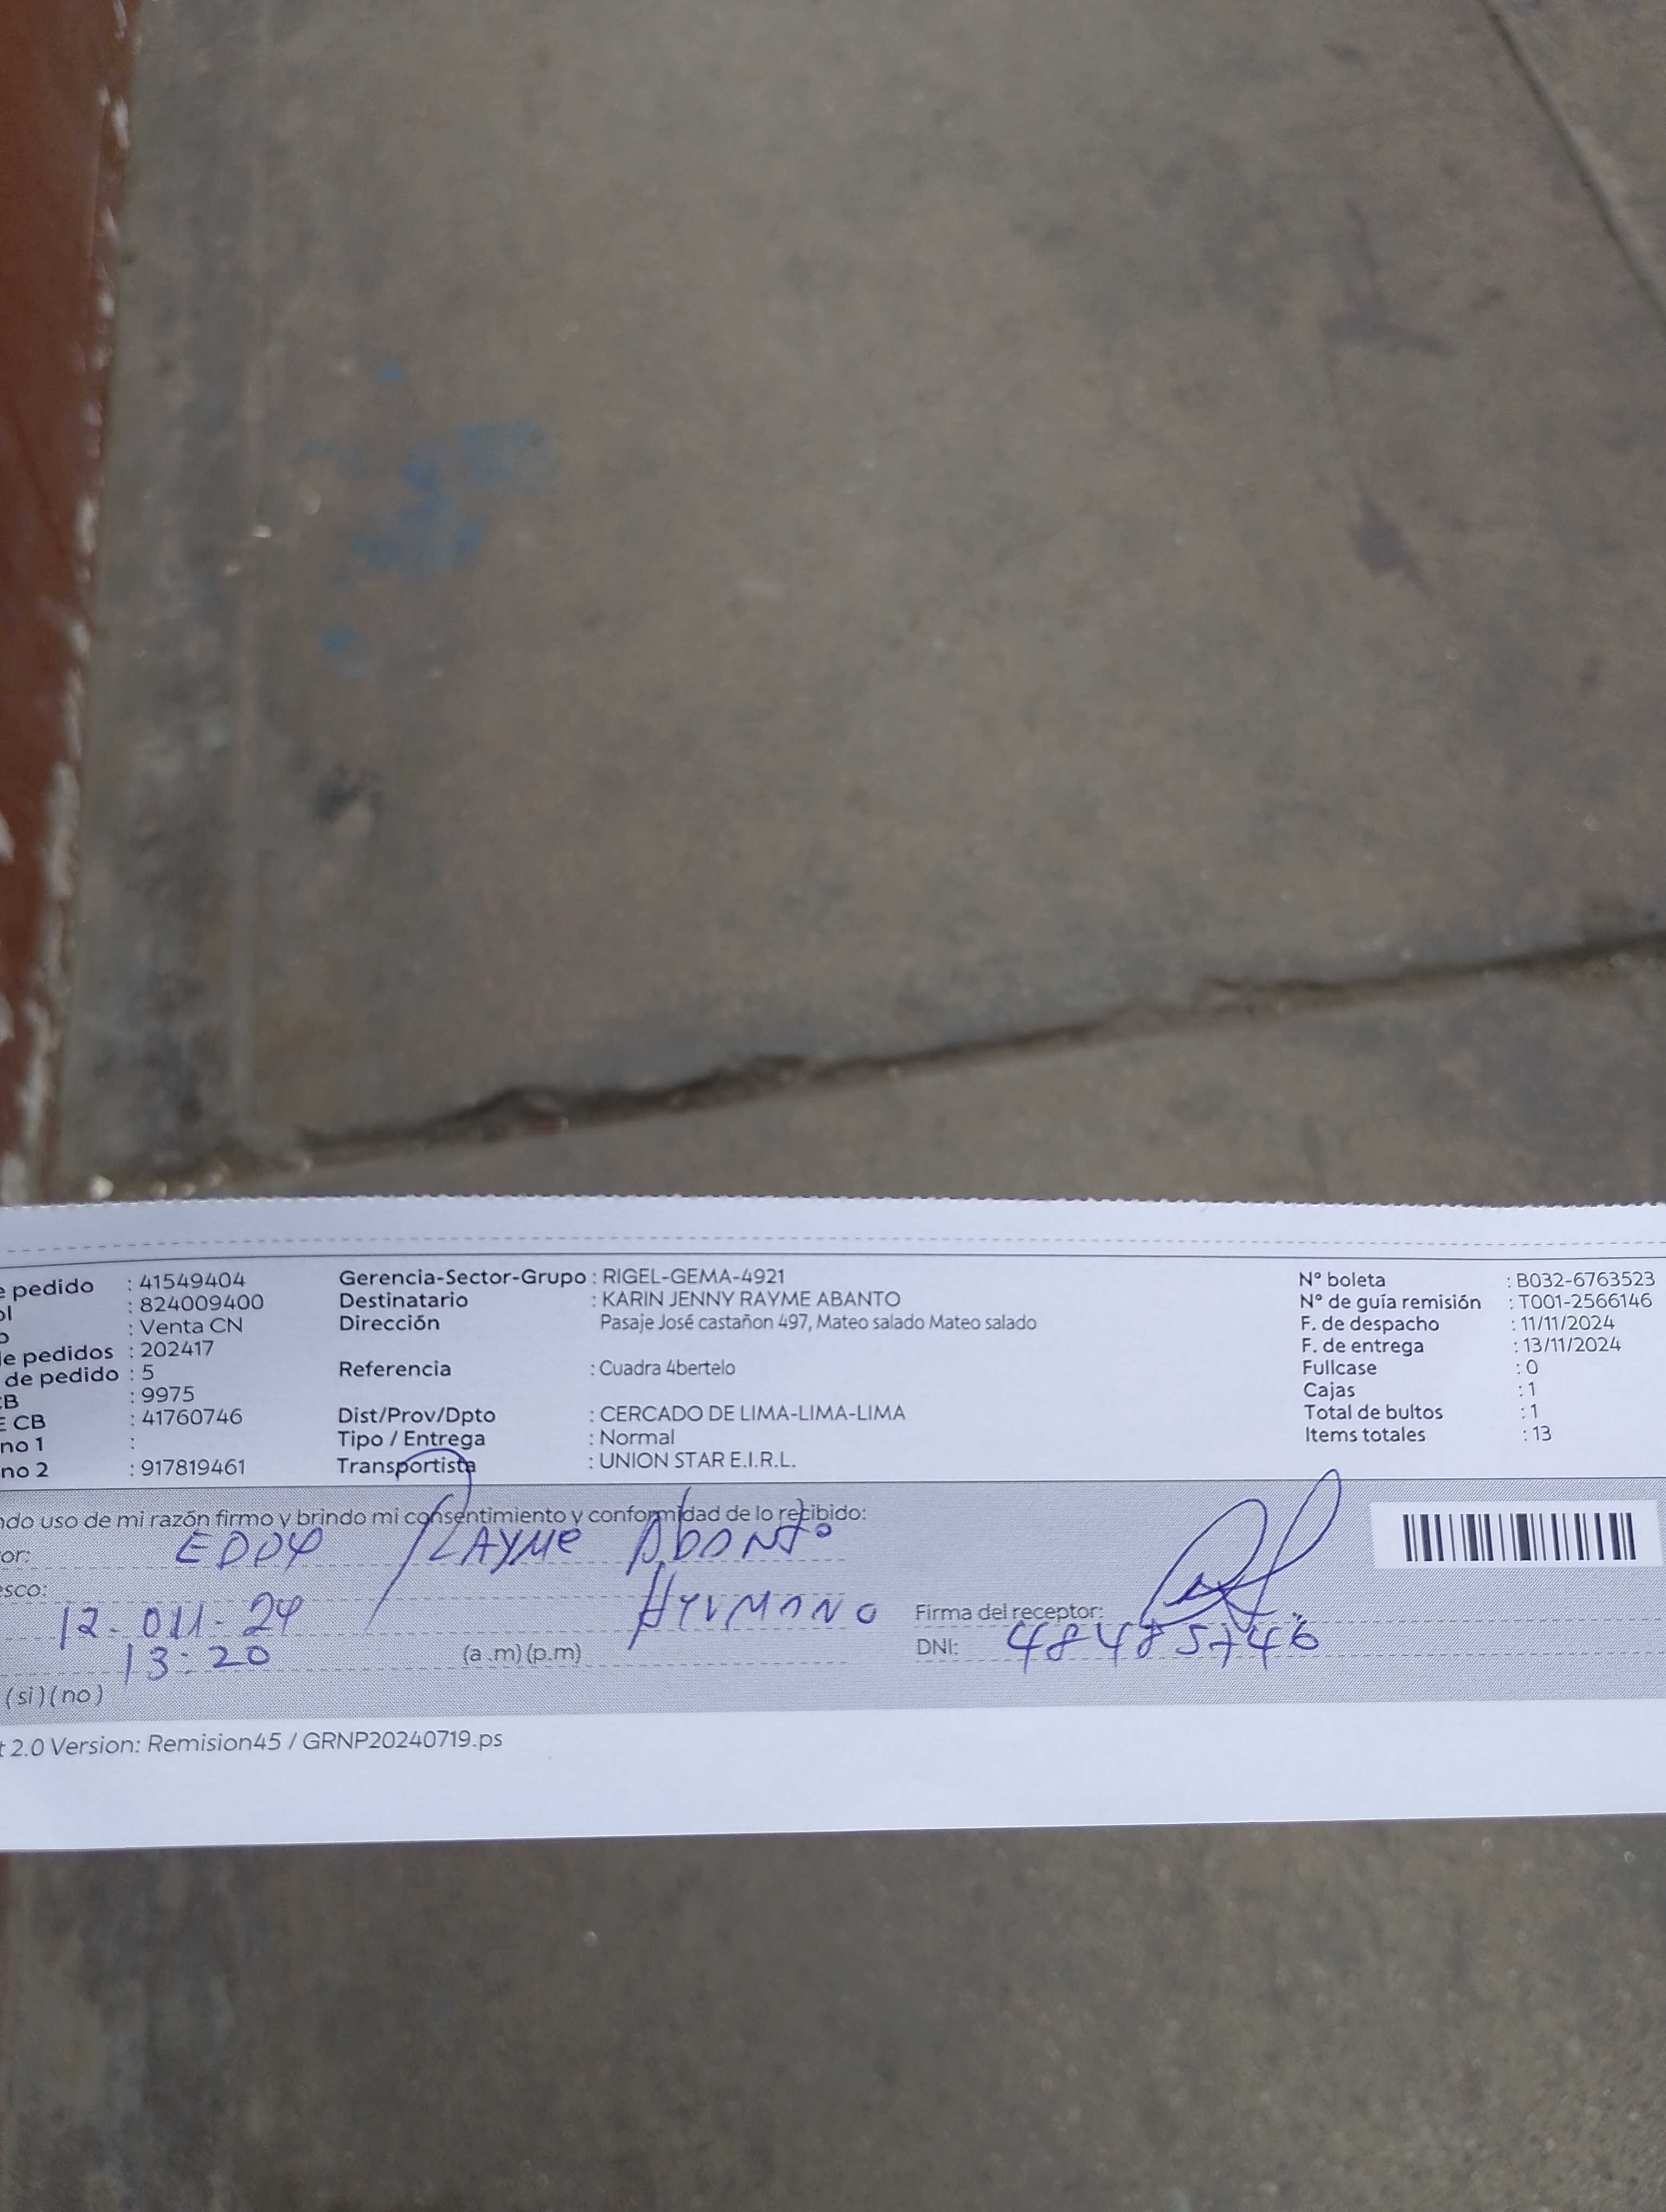 e pedido : 41549404 Gerencia-Sector-Grupo : RIGEL-GEMA-4921 N° boleta : B032-6763523
ol : 824009400 Destinatario : KARIN JENNY RAYME ABANTO N° de guía remisión : T001-2566146
o : Venta CN Dirección Pasaje José castañon 497, Mateo salado Mateo salado F. de despacho : 11/11/2024
e pedidos : 202417 F. de entrega : 13/11/2024
de pedido : 5 Referencia : Cuadra 4bertelo Fullcase : 0
CB : 9975 Cajas : 1
E CB : 41760746 Dist/Prov/Dpto : CERCADO DE LIMA-LIMA-LIMA Total de bultos : 1
no 1 : Tipo / Entrega : Normal Items totales : 13
no 2 : 917819461 Transportista : UNION STAR E.I.R.L.
ndo uso de mi razón firmo y brindo mi consentimiento y conformidad de lo recibido:
or: EDDY RAYME Abanto
esco: Hermano
12-011-24 Firma del receptor:
13:20 (a.m)(p.m) DNI: 48485746
(si)(no)
t 2.0 Version: Remision45 / GRNP20240719.ps